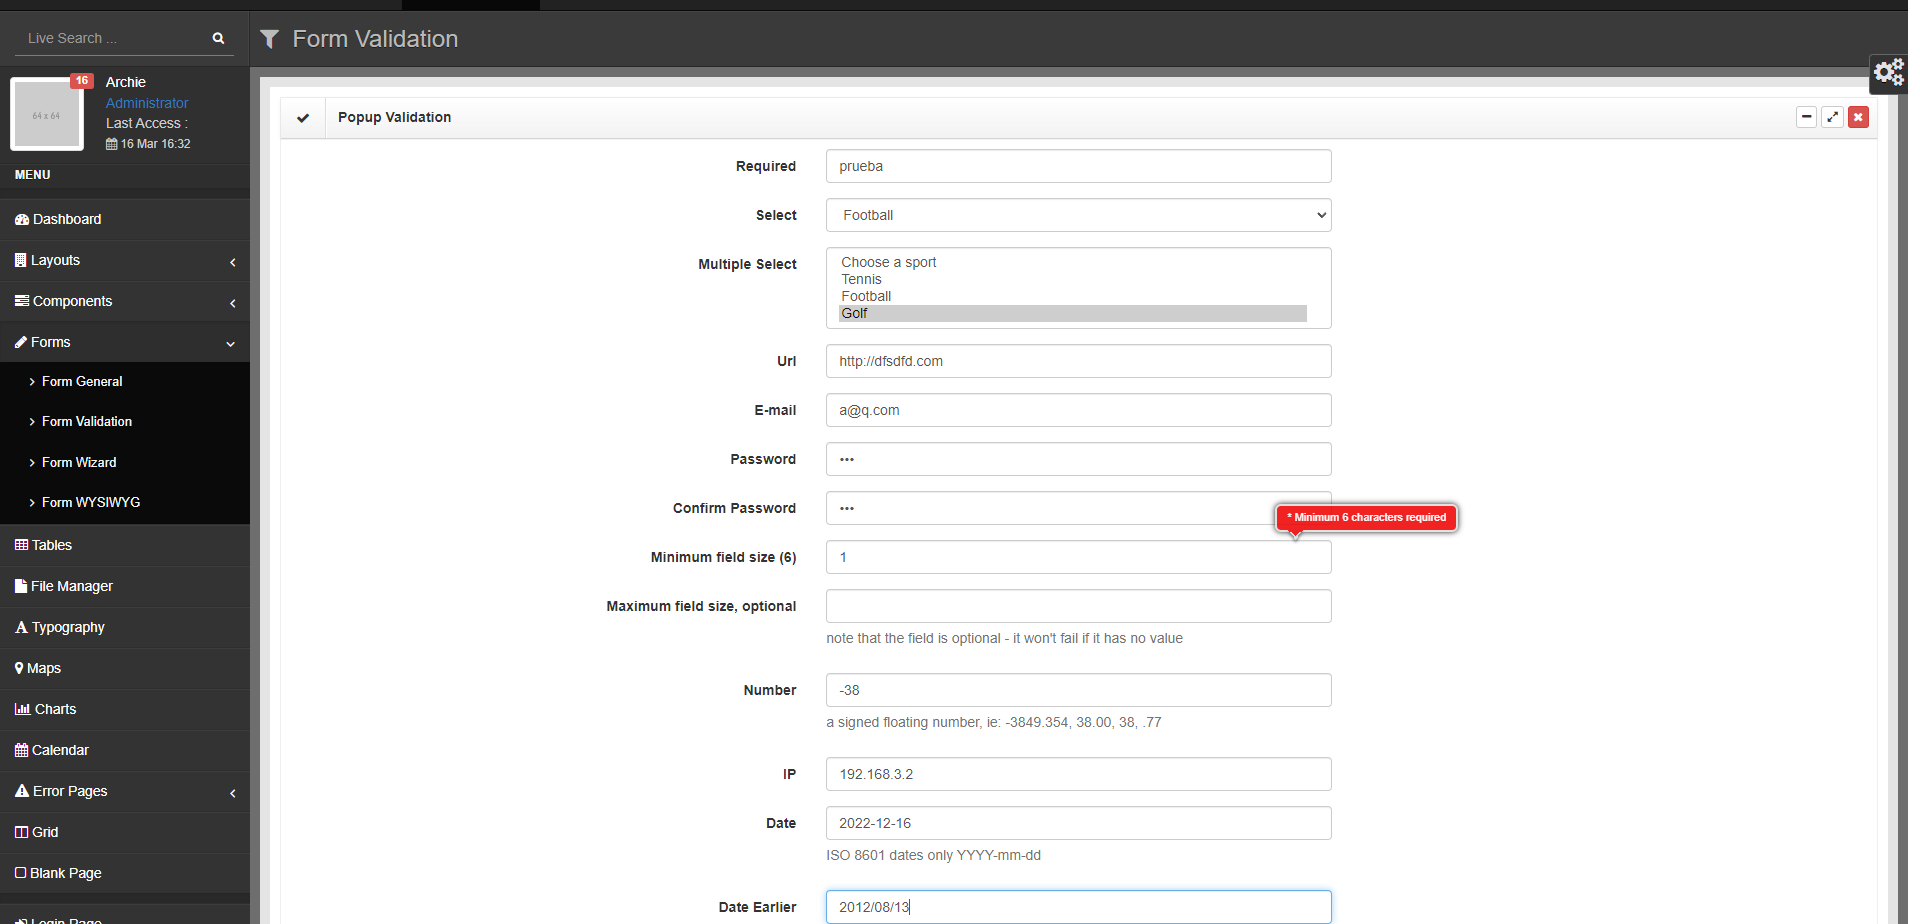 Live Search ...
Form Validation
64 x 64
16
Archie
Administrator
Last Access :
16 Mar 16:32
MENU
Dashboard
Layouts
Components
Forms
Form General
Form Validation
Form Wizard
Form WYSIWYG
Tables
File Manager
Typography
Maps
Charts
Calendar
Error Pages
Grid
Blank Page
Login Page
Popup Validation
Required prueba
Select Football
Multiple Select Choose a sport
Tennis
Football
Golf
Url http://dfsdfd.com
E-mail a@q.com
Password •••
Confirm Password •••
* Minimum 6 characters required
Minimum field size (6) 1
Maximum field size, optional
note that the field is optional - it won't fail if it has no value
Number -38
a signed floating number, ie: -3849.354, 38.00, 38, .77
IP 192.168.3.2
Date 2022-12-16
ISO 8601 dates only YYYY-mm-dd
Date Earlier 2012/08/13